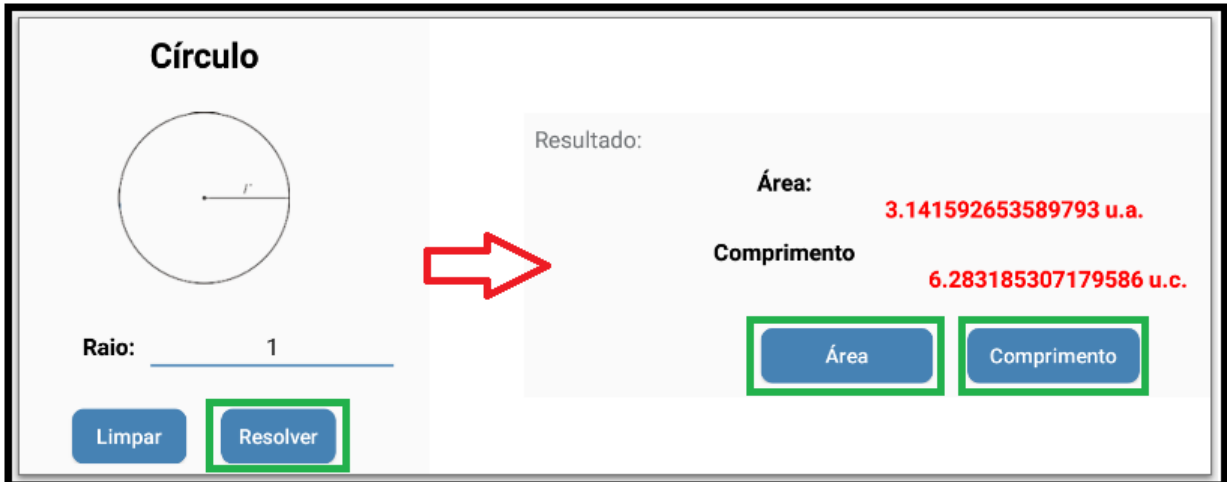 Círculo
r
Raio: 1
Limpar Resolver
Resultado:
Área:
3.141592653589793 u.a.
Comprimento
6.283185307179586 u.c.
Área Comprimento